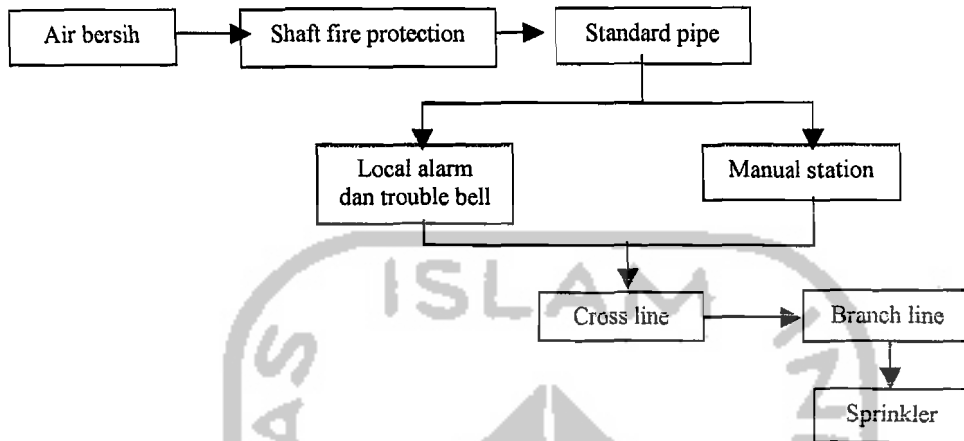 Air bersih
Shaft fire protection
Standard pipe
Local alarm
dan trouble bell
Manual station
Cross line
Branch line
Sprinkler
ISLAM